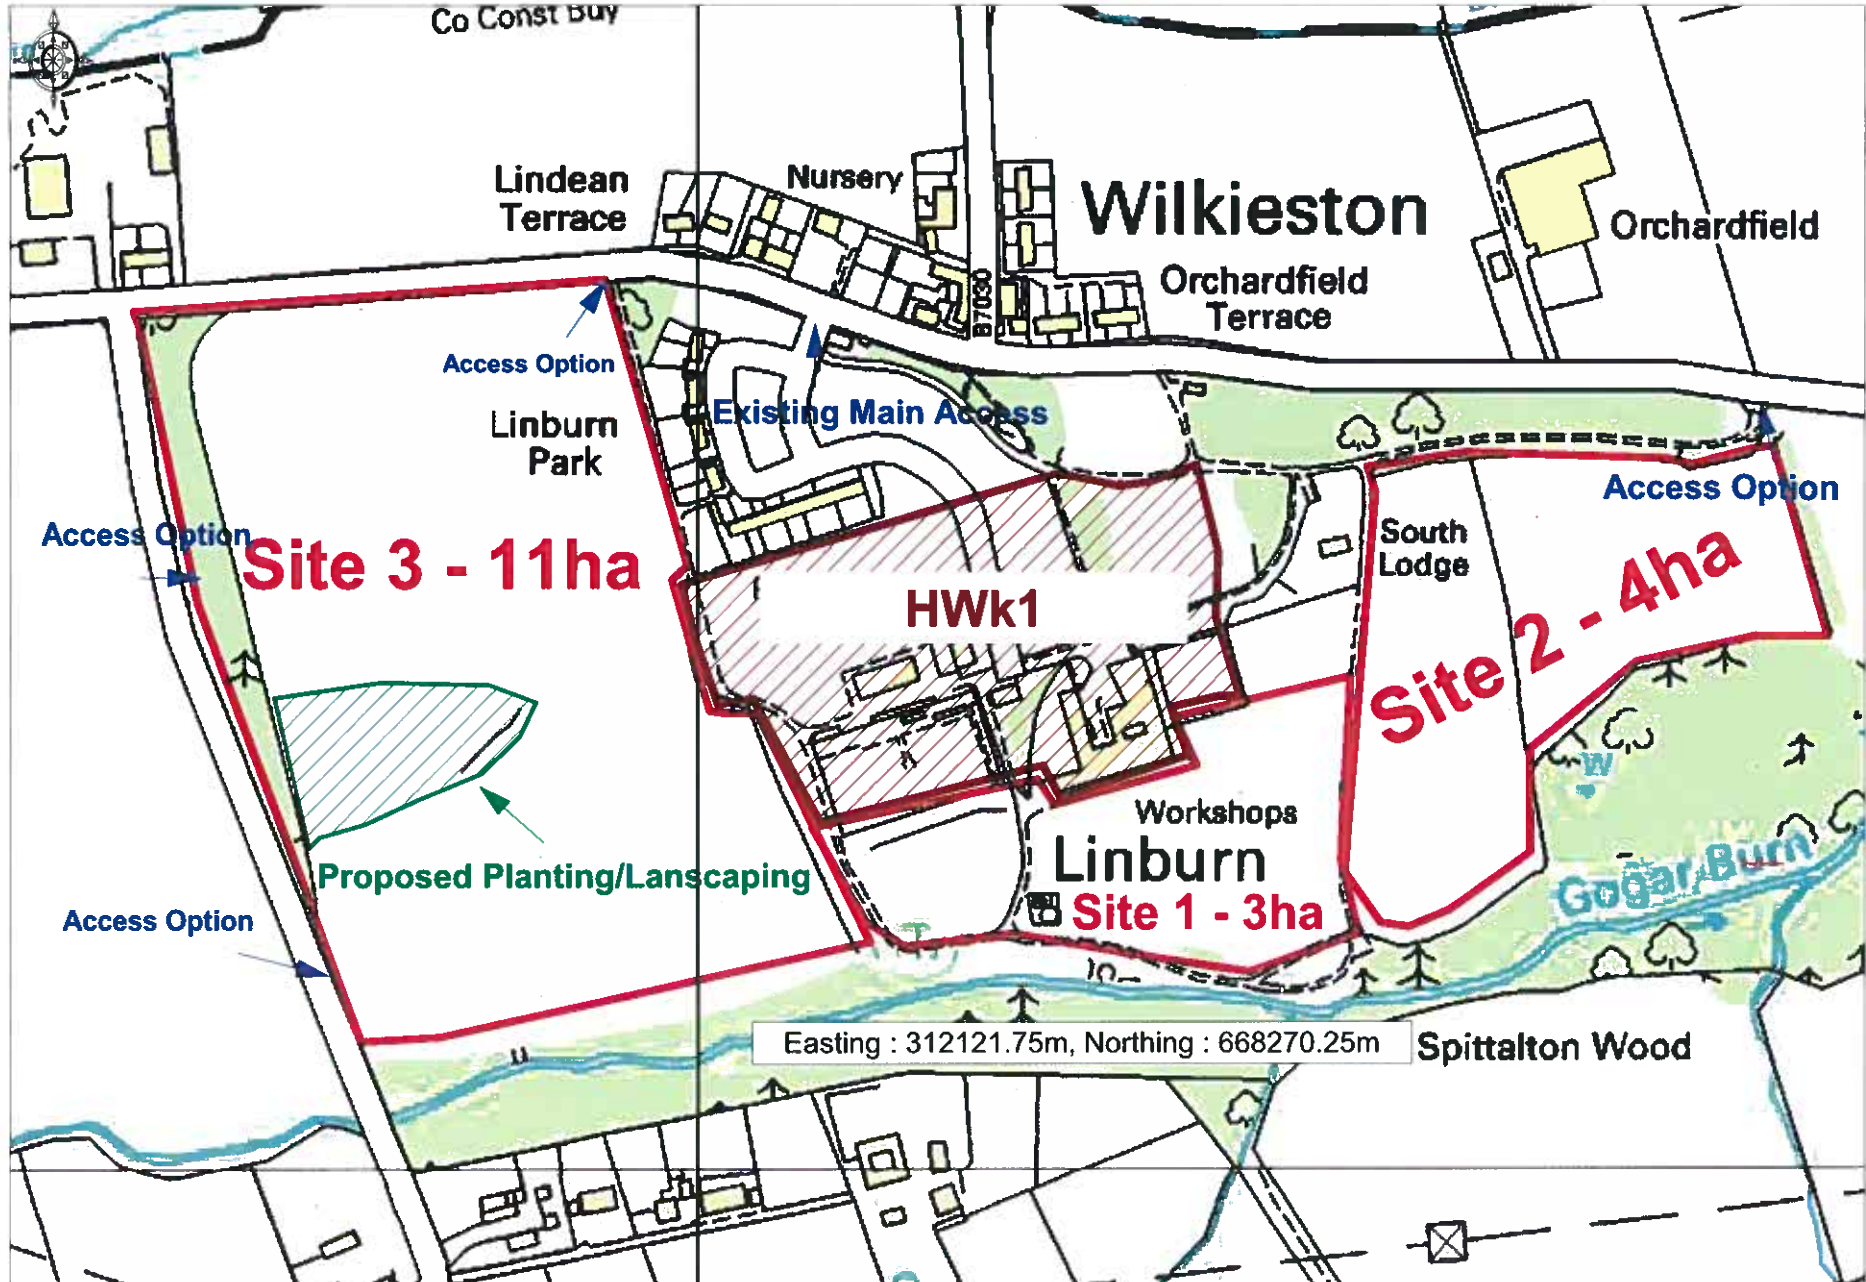 Co Const Bdy
Lindean
Terrace
Nursery
Wilkieston
Orchardfield
B7030
Orchardfield
Terrace
Access Option
Existing Main Access
Linburn
Park
Access Option
Access Option
Site 3 - 11ha
South
Lodge
HWk1
Site 2 - 4ha
W
Workshops
Linburn
Proposed Planting/Lanscaping
Gogar Burn
Access Option
Site 1 - 3ha
Easting : 312121.75m, Northing : 668270.25m
Spittalton Wood